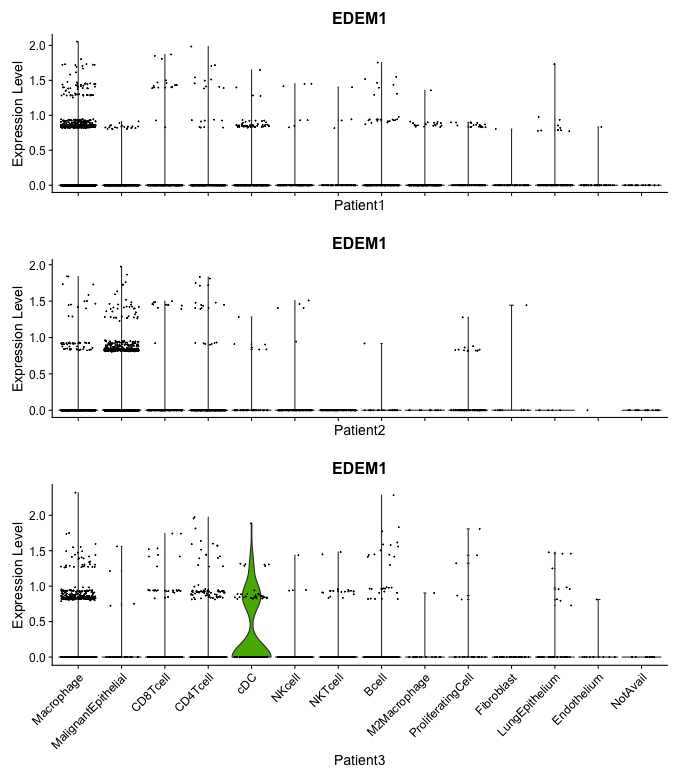 EDEM1
Expression Level
2.0
1.5
1.0
0.5
0.0
Patient1
EDEM1
Expression Level
2.0
1.5
1.0
0.5
0.0
Patient2
EDEM1
Expression Level
2.0
1.5
1.0
0.5
0.0
Macrophage
MalignantEpithelial
CD8Tcell
CD4Tcell
cDC
NKcell
NKTcell
Bcell
M2Macrophage
ProliferatingCell
Fibroblast
LungEpithelium
Endothelium
NotAvail
Patient3